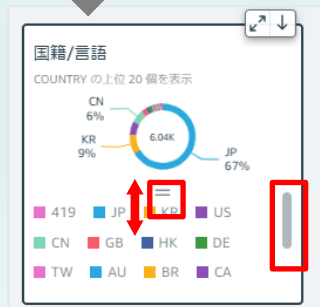 国籍/言語
COUNTRY の上位 20 個を表示
CN
6%
KR
9%
6.04K
JP
67%
419 JP KR US
CN GB HK DE
TW AU BR CA